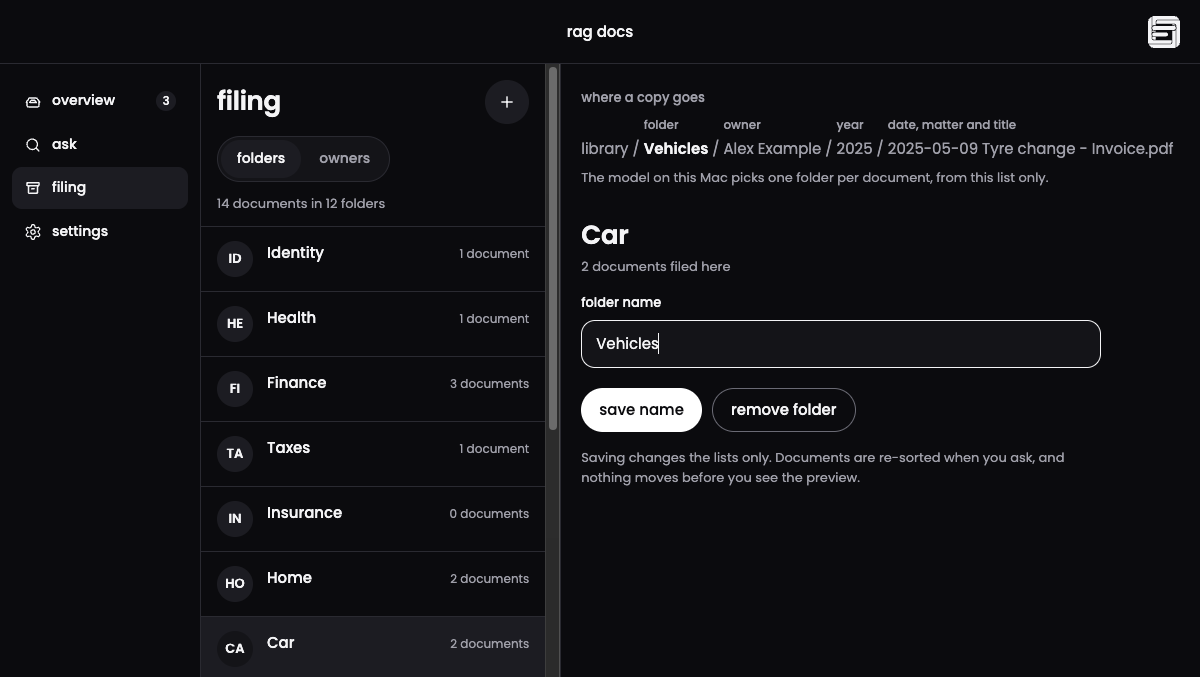 rag docs
overview 3
ask
filing
settings
filing
+
folders owners
14 documents in 12 folders
ID Identity 1 document
HE Health 1 document
FI Finance 3 documents
TA Taxes 1 document
IN Insurance 0 documents
HO Home 2 documents
CA Car 2 documents
where a copy goes
folder owner year date, matter and title
library / Vehicles / Alex Example / 2025 / 2025-05-09 Tyre change - Invoice.pdf
The model on this Mac picks one folder per document, from this list only.
Car
2 documents filed here
folder name
Vehicles
save name remove folder
Saving changes the lists only. Documents are re-sorted when you ask, and
nothing moves before you see the preview.